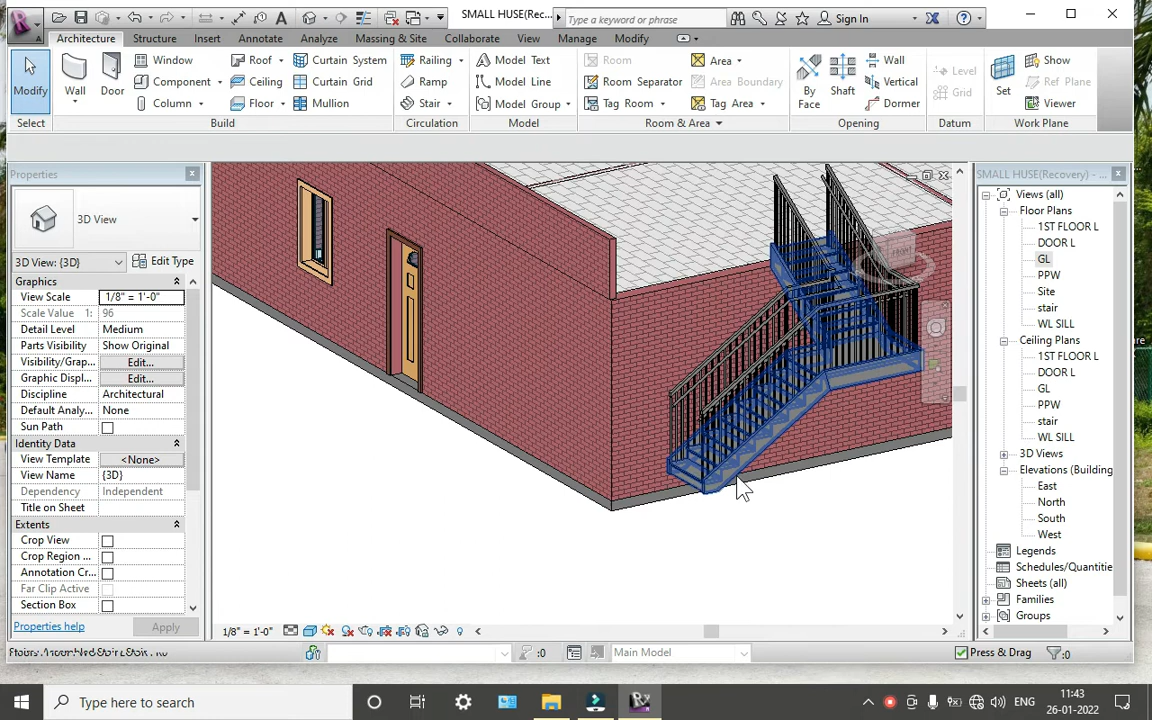 SMALL HUSE(Rec...
Type a keyword or phrase
Sign In
Architecture Structure Insert Annotate Analyze Massing & Site Collaborate View Manage Modify
Modify
Wall
Door
Window
Component
Column
Roof
Ceiling
Floor
Curtain System
Curtain Grid
Mullion
Railing
Ramp
Stair
Model Text
Model Line
Model Group
Room
Room Separator
Tag Room
Area
Area Boundary
Tag Area
By Face
Shaft
Wall
Vertical
Dormer
Level
Grid
Set
Show
Ref Plane
Viewer
Select Build Circulation Model Room & Area Opening Datum Work Plane
Properties
3D View
3D View: {3D}
Edit Type
Graphics
View Scale 1/8" = 1'-0"
Scale Value 1: 96
Detail Level Medium
Parts Visibility Show Original
Visibility/Grap... Edit...
Graphic Displ... Edit...
Discipline Architectural
Default Analy... None
Sun Path
Identity Data
View Template <None>
View Name {3D}
Dependency Independent
Title on Sheet
Extents
Crop View
Crop Region ...
Annotation Cr...
Far Clip Active
Section Box
Properties help
Apply
FRONT
SMALL HUSE(Recovery) - ...
Views (all)
Floor Plans
1ST FLOOR L
DOOR L
GL
PPW
Site
stair
WL SILL
Ceiling Plans
1ST FLOOR L
DOOR L
GL
PPW
stair
WL SILL
3D Views
Elevations (Building
East
North
South
West
Legends
Schedules/Quantitie
Sheets (all)
Families
Groups
1/8" = 1'-0"
:0
Main Model
Press & Drag
:0
Type here to search
ENG
11:43
26-01-2022